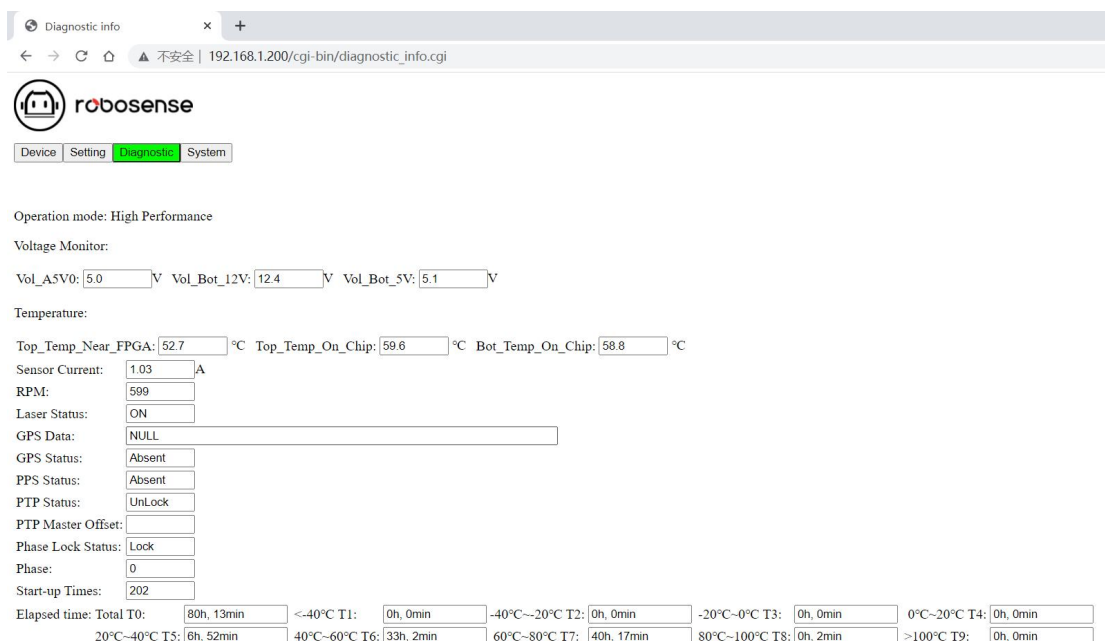 Diagnostic info
不安全 | 192.168.1.200/cgi-bin/diagnostic_info.cgi
robosense
Device Setting Diagnostic System
Operation mode: High Performance
Voltage Monitor:
Vol_A5V0: 5.0 V Vol_Bot_12V: 12.4 V Vol_Bot_5V: 5.1 V
Temperature:
Top_Temp_Near_FPGA: 52.7 °C Top_Temp_On_Chip: 59.6 °C Bot_Temp_On_Chip: 58.8 °C
Sensor Current: 1.03 A
RPM: 599
Laser Status: ON
GPS Data: NULL
GPS Status: Absent
PPS Status: Absent
PTP Status: UnLock
PTP Master Offset:
Phase Lock Status: Lock
Phase: 0
Start-up Times: 202
Elapsed time: Total T0: 80h, 13min <-40°C T1: 0h, 0min -40°C~-20°C T2: 0h, 0min -20°C~0°C T3: 0h, 0min 0°C~20°C T4: 0h, 0min
20°C~40°C T5: 6h, 52min 40°C~60°C T6: 33h, 2min 60°C~80°C T7: 40h, 17min 80°C~100°C T8: 0h, 2min >100°C T9: 0h, 0min